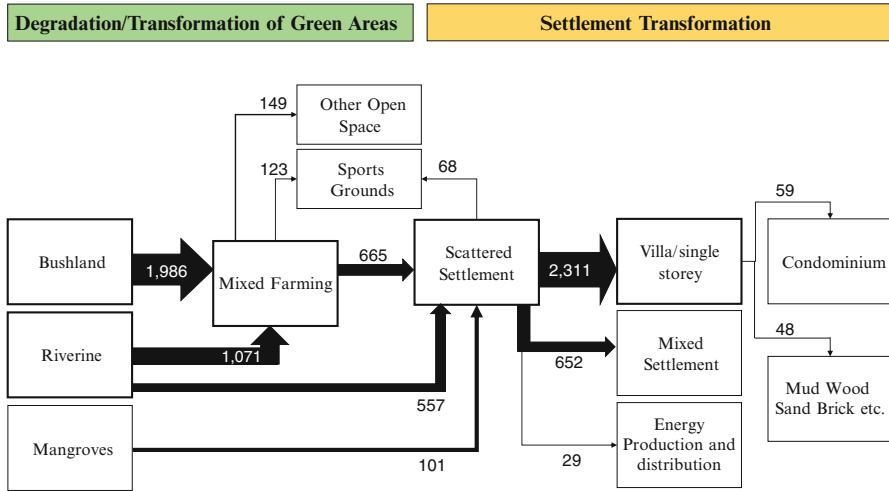 Degradation/Transformation of Green Areas
Settlement Transformation
149
Other Open
Space
123
Sports
Grounds
68
59
Bushland
1,986
Mixed Farming
665
Scattered
Settlement
2,311
Villa/single
storey
Condominium
Riverine
1,071
557
652
Mixed
Settlement
48
Mud Wood
Sand Brick etc.
Mangroves
101
29
Energy
Production and
distribution